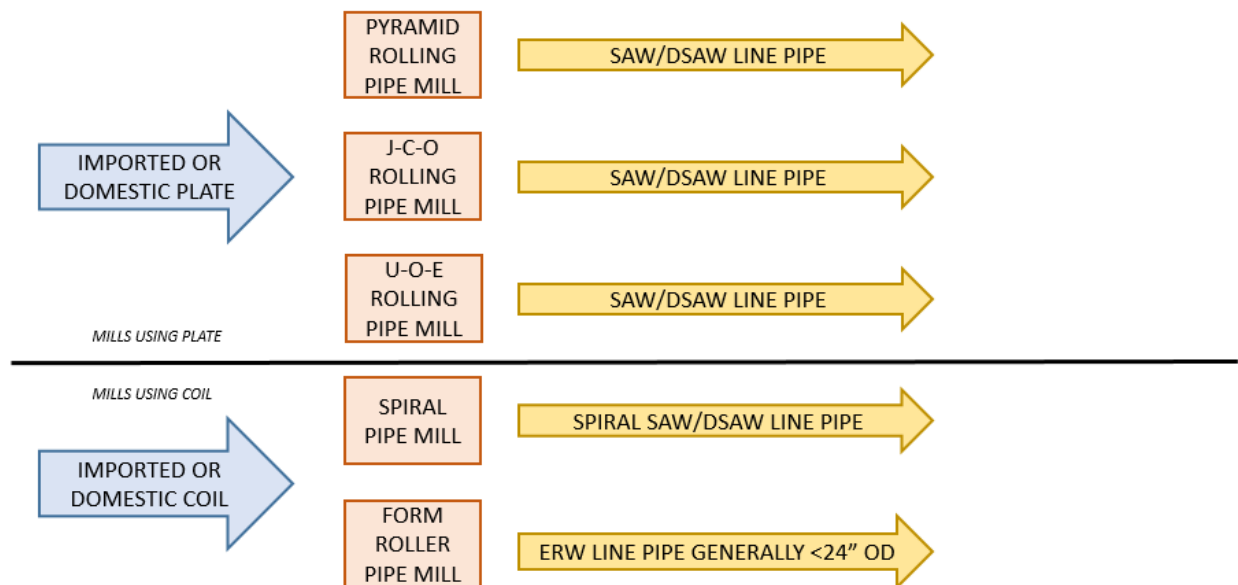 PYRAMID
ROLLING
PIPE MILL
SAW/DSAW LINE PIPE
IMPORTED OR
DOMESTIC PLATE
J-C-O
ROLLING
PIPE MILL
SAW/DSAW LINE PIPE
U-O-E
ROLLING
PIPE MILL
SAW/DSAW LINE PIPE
MILLS USING PLATE
MILLS USING COIL
SPIRAL
PIPE MILL
SPIRAL SAW/DSAW LINE PIPE
IMPORTED OR
DOMESTIC COIL
FORM
ROLLER
PIPE MILL
ERW LINE PIPE GENERALLY <24” OD